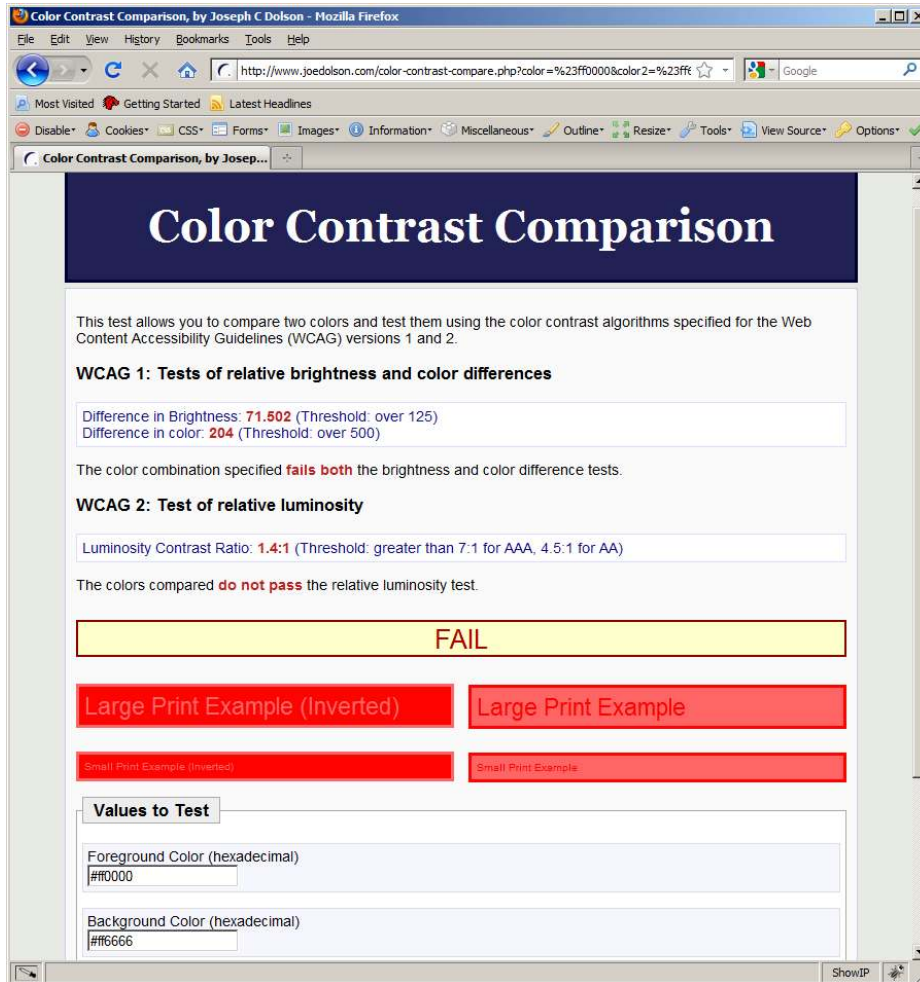 Color Contrast Comparison, by Joseph C Dolson - Mozilla Firefox
File Edit View History Bookmarks Tools Help
http://www.joedolson.com/color-contrast-compare.php?color=%23ff0000&color2=%23ff6 Google
Most Visited Getting Started Latest Headlines
Disable Cookies CSS Forms Images Information Miscellaneous Outline Resize Tools View Source Options
Color Contrast Comparison, by Josep...
Color Contrast Comparison
This test allows you to compare two colors and test them using the color contrast algorithms specified for the Web
Content Accessibility Guidelines (WCAG) versions 1 and 2.
WCAG 1: Tests of relative brightness and color differences
Difference in Brightness: 71.502 (Threshold: over 125)
Difference in color: 204 (Threshold: over 500)
The color combination specified fails both the brightness and color difference tests.
WCAG 2: Test of relative luminosity
Luminosity Contrast Ratio: 1.4:1 (Threshold: greater than 7:1 for AAA, 4.5:1 for AA)
The colors compared do not pass the relative luminosity test.
FAIL
Large Print Example (Inverted) Large Print Example
Small Print Example (Inverted) Small Print Example
Values to Test
Foreground Color (hexadecimal)
#ff0000
Background Color (hexadecimal)
#ff6666
ShowIP